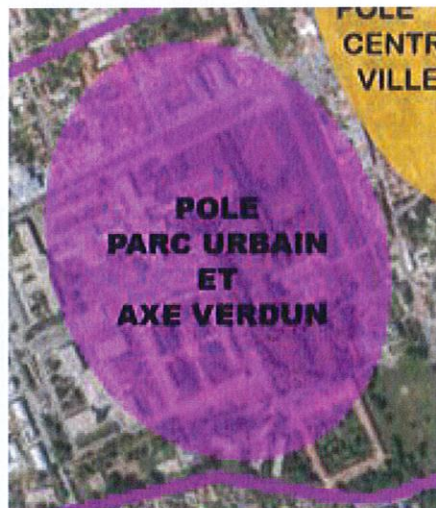 POLE
CENTR
VILLE
POLE
PARC URBAIN
ET
AXE VERDUN